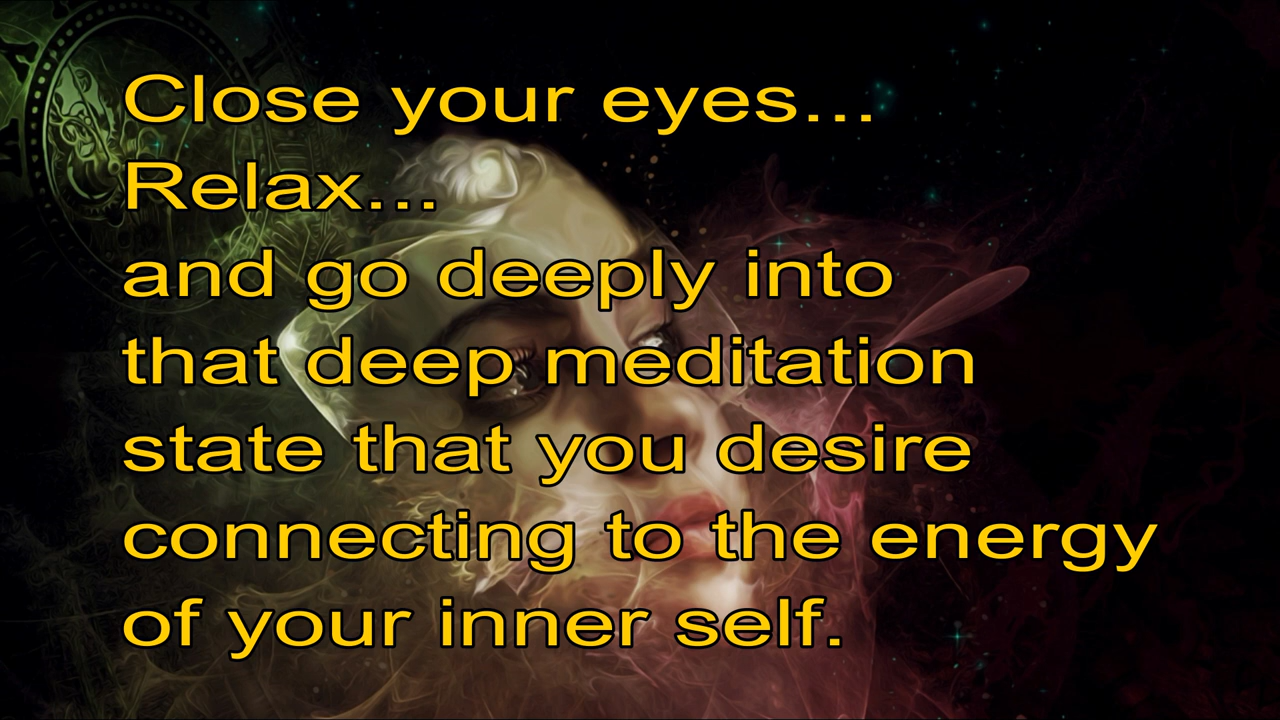 Close your eyes...
Relax...
and go deeply into
that deep meditation
state that you desire
connecting to the energy
of your inner self.